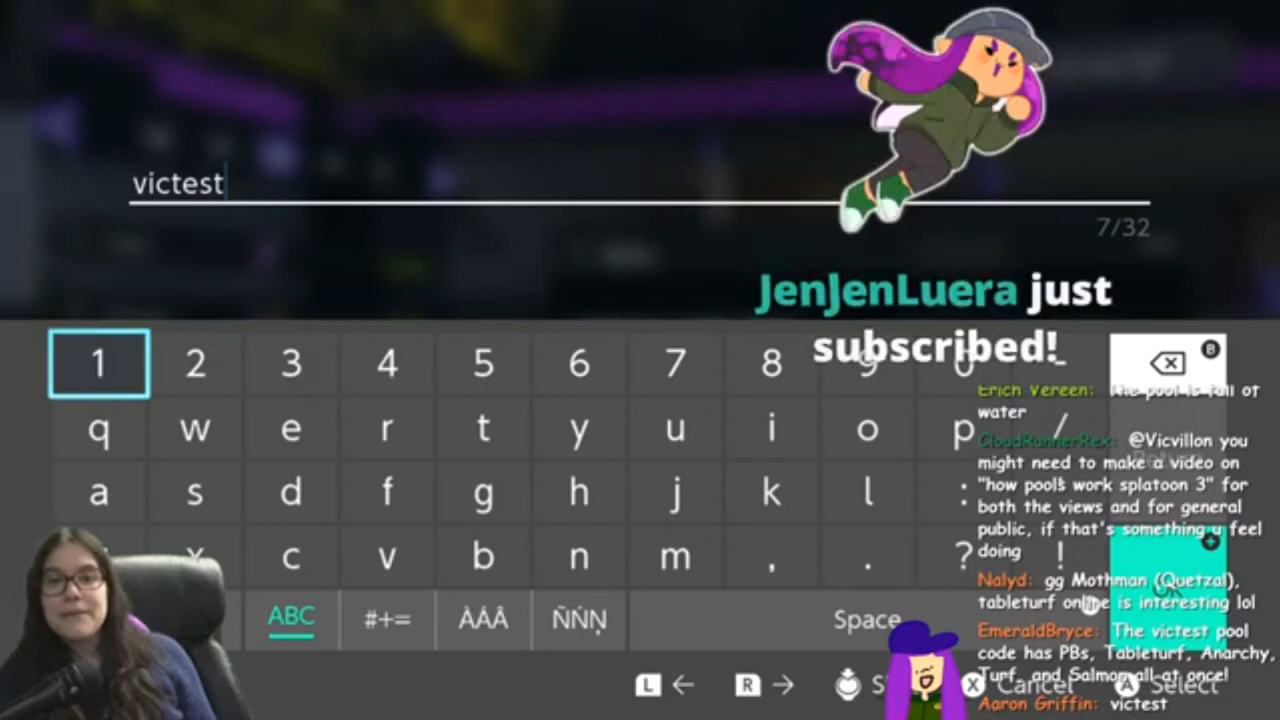 victest
7/32
JenJenLuera just
subscribed!
1 2 3 4 5 6 7 8 9 0 -
q w e r t y u i o p /
a s d f g h j k l :
x c v b n m , . ? !
ABC #+= ÀÁÂ ÑŃŅ Space
L ← R → X Cancel A Select
B
OK
Erich Vereen: The pool is full of
water
CloudRunnerRex: @Vicvillon you
might need to make a video on
"how pools work splatoon 3" for
both the views and for general
public, if that's something u feel
doing
Nalyd: gg Mothman (Quetzal),
tableturf online is interesting lol
EmeraldBryce: The victest pool
code has PBs, Tableturf, Anarchy,
Turf, and Salmon all at once!
Aaron Griffin: victest